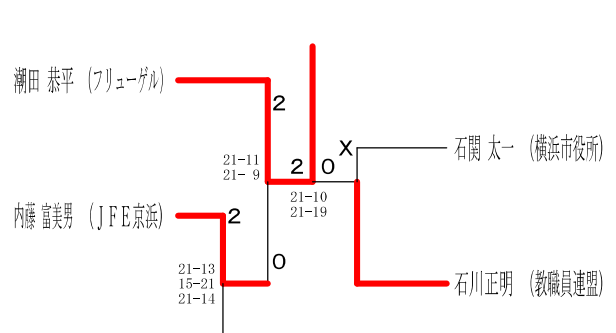 潮田 恭平 (フリューゲル)
2
X
石関 太一 (横浜市役所)
21-11
21- 9
2
0
21-10
21-19
内藤 富美男 (JFE京浜)
2
0
21-13
15-21
21-14
石川正明 (教職員連盟)